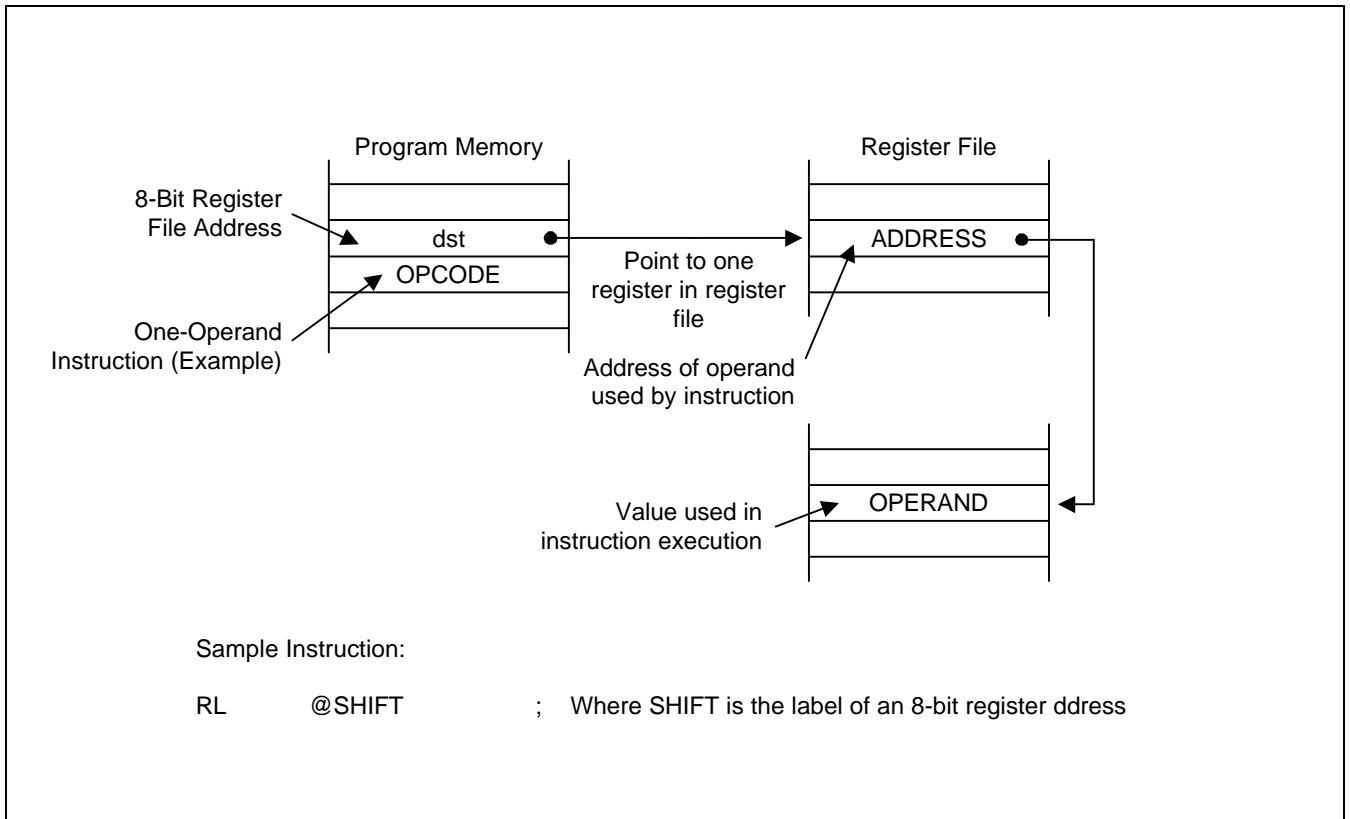 Program Memory
Register File
8-Bit Register
File Address
dst
OPCODE
One-Operand
Instruction (Example)
Point to one
register in register
file
ADDRESS
Address of operand
used by instruction
OPERAND
Value used in
instruction execution
Sample Instruction:
RL @SHIFT ; Where SHIFT is the label of an 8-bit register ddress